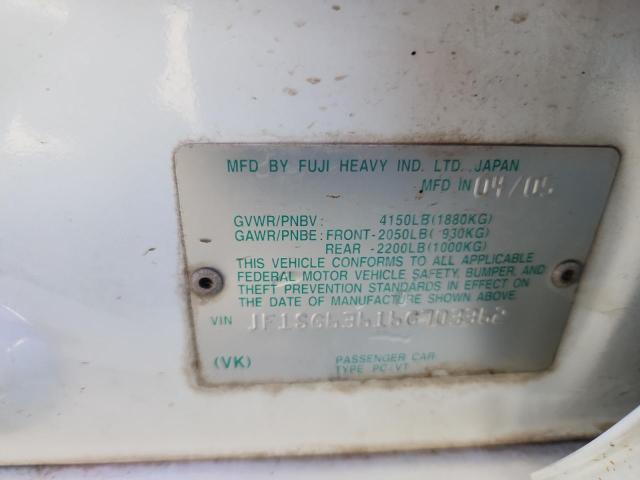 MFD BY FUJI HEAVY IND. LTD. JAPAN
MFD IN 04/05
GVWR/PNBV: 4150LB(1880KG)
GAWR/PNBE: FRONT-2050LB( 930KG)
REAR -2200LB(1000KG)
THIS VEHICLE CONFORMS TO ALL APPLICABLE
FEDERAL MOTOR VEHICLE SAFETY, BUMPER, AND
THEFT PREVENTION STANDARDS IN EFFECT ON
THE DATE OF MANUFACTURE SHOWN ABOVE.
VIN
(VK) PASSENGER CAR
TYPE PC-VT